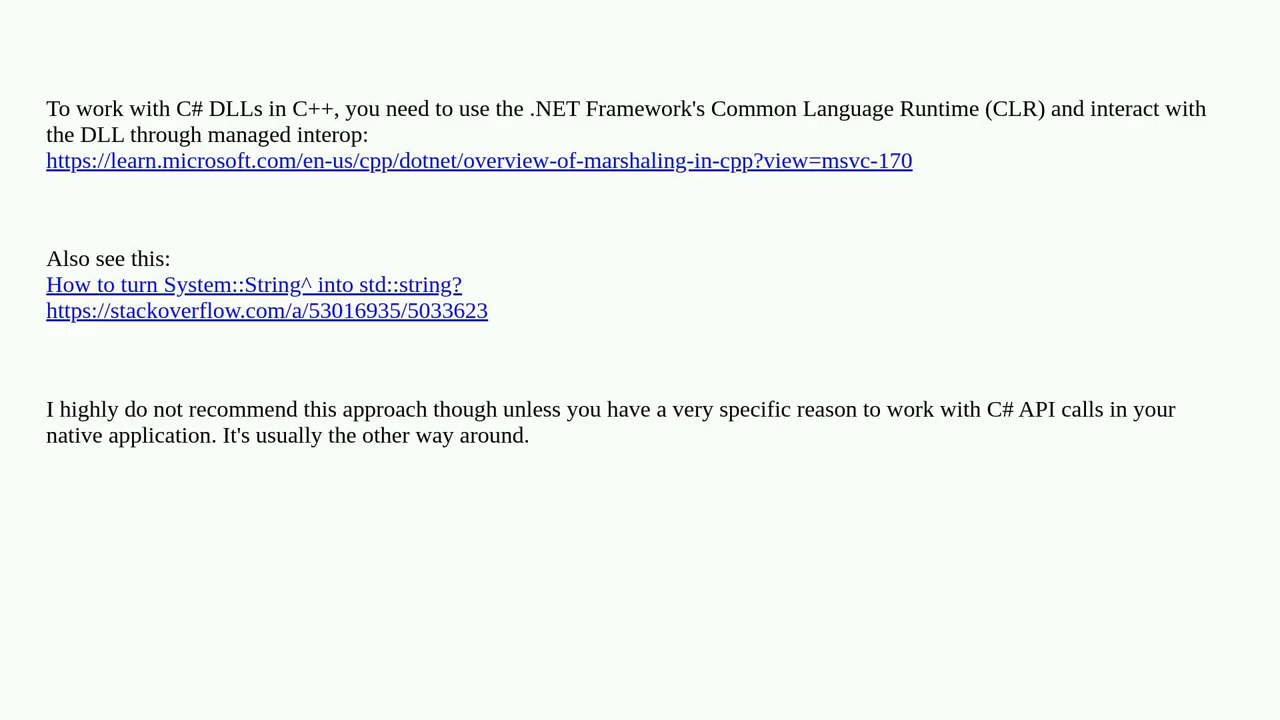 To work with C# DLLs in C++, you need to use the .NET Framework's Common Language Runtime (CLR) and interact with
the DLL through managed interop:
https://learn.microsoft.com/en-us/cpp/dotnet/overview-of-marshaling-in-cpp?view=msvc-170
Also see this:
How to turn System::String^ into std::string?
https://stackoverflow.com/a/53016935/5033623
I highly do not recommend this approach though unless you have a very specific reason to work with C# API calls in your
native application. It's usually the other way around.